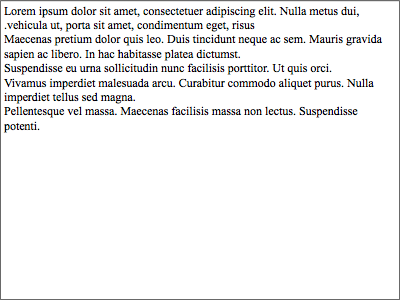 Lorem ipsum dolor sit amet, consectetuer adipiscing elit. Nulla metus dui,
.vehicula ut, porta sit amet, condimentum eget, risus
Maecenas pretium dolor quis leo. Duis tincidunt neque ac sem. Mauris gravida
sapien ac libero. In hac habitasse platea dictumst.
Suspendisse eu urna sollicitudin nunc facilisis porttitor. Ut quis orci.
Vivamus imperdiet malesuada arcu. Curabitur commodo aliquet purus. Nulla
imperdiet tellus sed magna.
Pellentesque vel massa. Maecenas facilisis massa non lectus. Suspendisse
potenti.